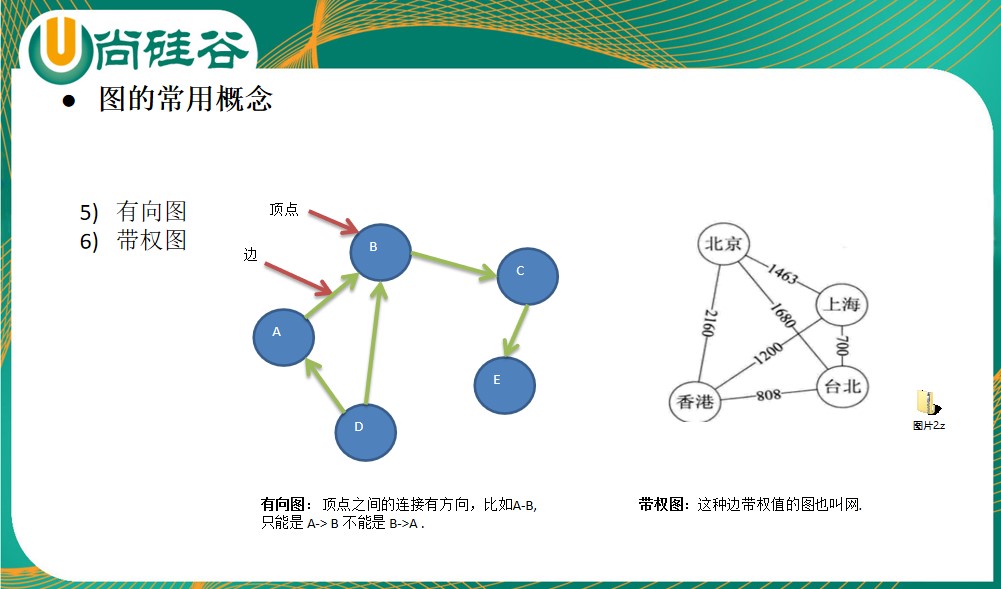 尚硅谷
● 图的常用概念
5) 有向图
6) 带权图
顶点
边
B
C
A
E
D
北京
1463
上海
2160
1680
700
1200
台北
香港
808
图片2.z
有向图： 顶点之间的连接有方向，比如A-B,
只能是 A-> B 不能是 B->A .
带权图：这种边带权值的图也叫网.